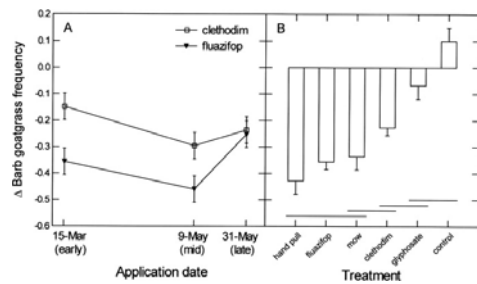 A
clethodim
fluazifop
B
Δ Barb goatgrass frequency
0.2
0.1
0.0
-0.1
-0.2
-0.3
-0.4
-0.5
-0.6
15-Mar
(early)
9-May
(mid)
31-May
(late)
Application date
hand pull
fluazifop
mow
clethodim
glyphosate
control
Treatment